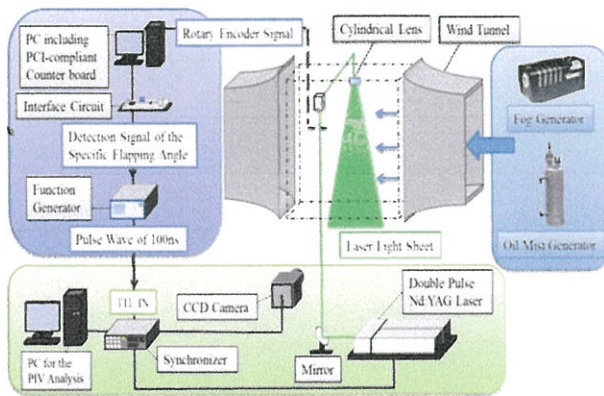 PC including
PCI-compliant
Counter board
Rotary Encoder Signal
Cylindrical Lens
Wind Tunnel
Interface Circuit
Fog Generator
Detection Signal of the
Specific Flapping Angle
Function
Generator
Pulse Wave of 100ns
Laser Light Sheet
Oil Mist Generator
TTL IN
CCD Camera
Double Pulse
Nd:YAG Laser
PC for the
PIV Analysis
Synchronizer
Mirror